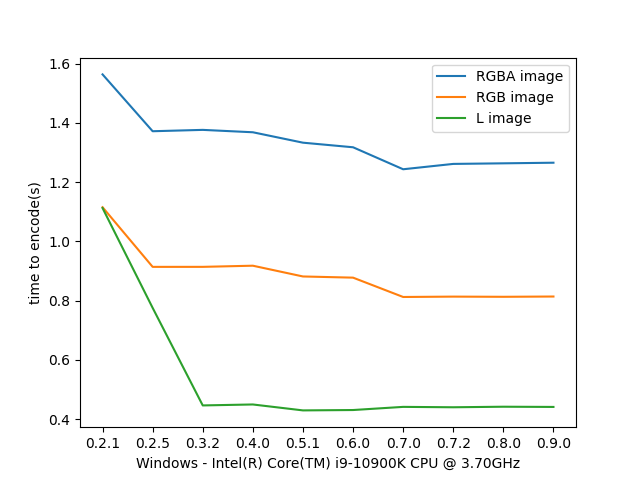 1.6
1.4
1.2
1.0
0.8
0.6
0.4
time to encode(s)
RGBA image
RGB image
L image
0.2.1 0.2.5 0.3.2 0.4.0 0.5.1 0.6.0 0.7.0 0.7.2 0.8.0 0.9.0
Windows - Intel(R) Core(TM) i9-10900K CPU @ 3.70GHz